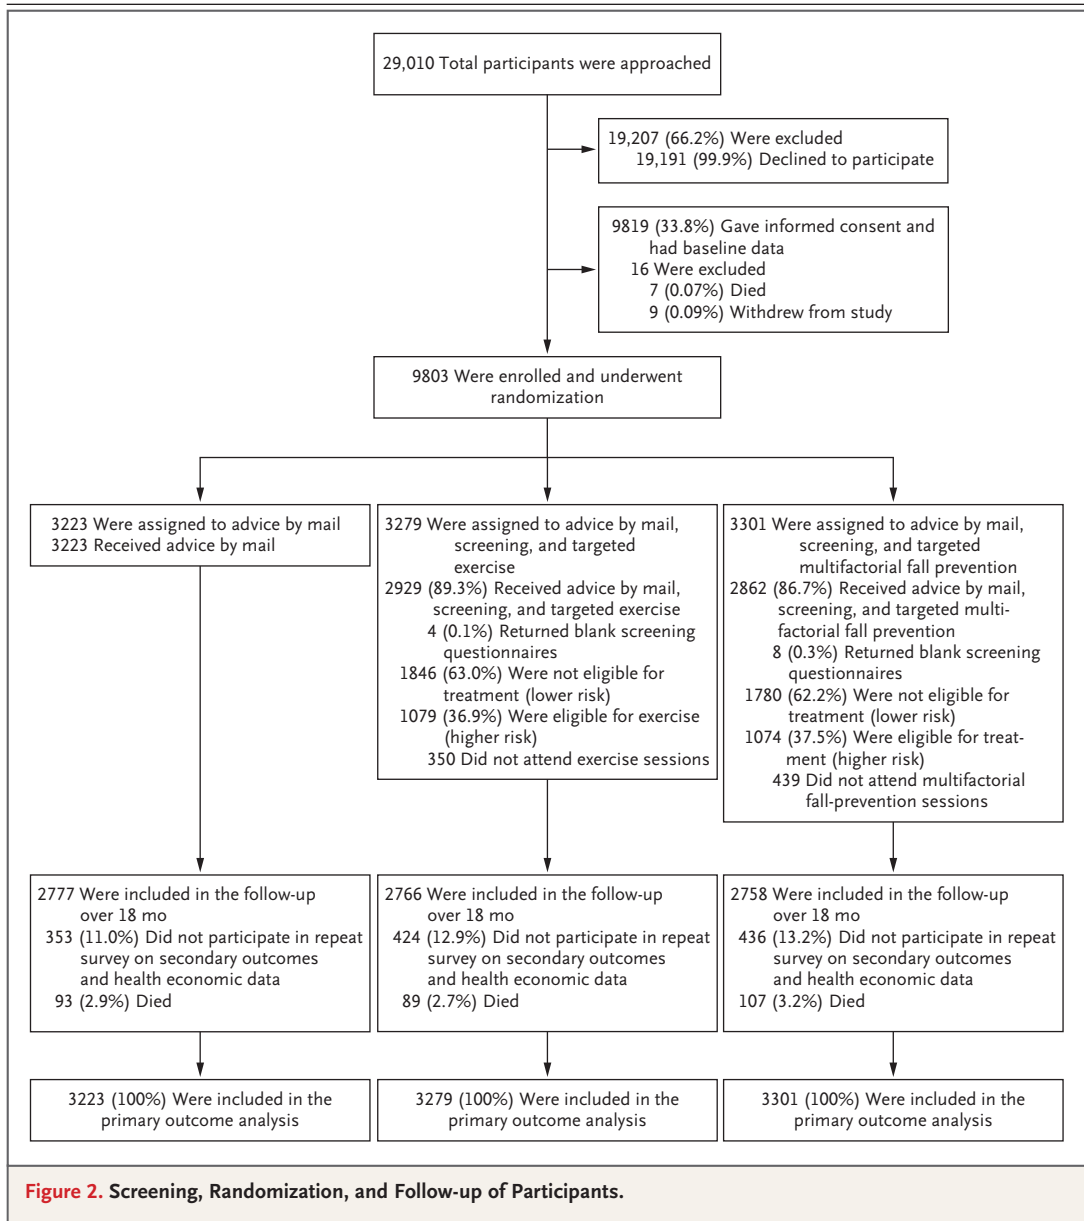 29,010 Total participants were approached
19,207 (66.2%) Were excluded
19,191 (99.9%) Declined to participate
9819 (33.8%) Gave informed consent and
had baseline data
16 Were excluded
7 (0.07%) Died
9 (0.09%) Withdrew from study
9803 Were enrolled and underwent
randomization
3223 Were assigned to advice by mail
3223 Received advice by mail
3279 Were assigned to advice by mail,
screening, and targeted
exercise
2929 (89.3%) Received advice by mail,
screening, and targeted exercise
4 (0.1%) Returned blank screening
questionnaires
1846 (63.0%) Were not eligible for
treatment (lower risk)
1079 (36.9%) Were eligible for exercise
(higher risk)
350 Did not attend exercise sessions
3301 Were assigned to advice by mail,
screening, and targeted
multifactorial fall prevention
2862 (86.7%) Received advice by mail,
screening, and targeted multi-
factorial fall prevention
8 (0.3%) Returned blank screening
questionnaires
1780 (62.2%) Were not eligible for
treatment (lower risk)
1074 (37.5%) Were eligible for treat-
ment (higher risk)
439 Did not attend multifactorial
fall-prevention sessions
2777 Were included in the follow-up
over 18 mo
353 (11.0%) Did not participate in repeat
survey on secondary outcomes
and health economic data
93 (2.9%) Died
2766 Were included in the follow-up
over 18 mo
424 (12.9%) Did not participate in repeat
survey on secondary outcomes
and health economic data
89 (2.7%) Died
2758 Were included in the follow-up
over 18 mo
436 (13.2%) Did not participate in repeat
survey on secondary outcomes
and health economic data
107 (3.2%) Died
3223 (100%) Were included in the
primary outcome analysis
3279 (100%) Were included in the
primary outcome analysis
3301 (100%) Were included in the
primary outcome analysis
Figure 2. Screening, Randomization, and Follow-up of Participants.